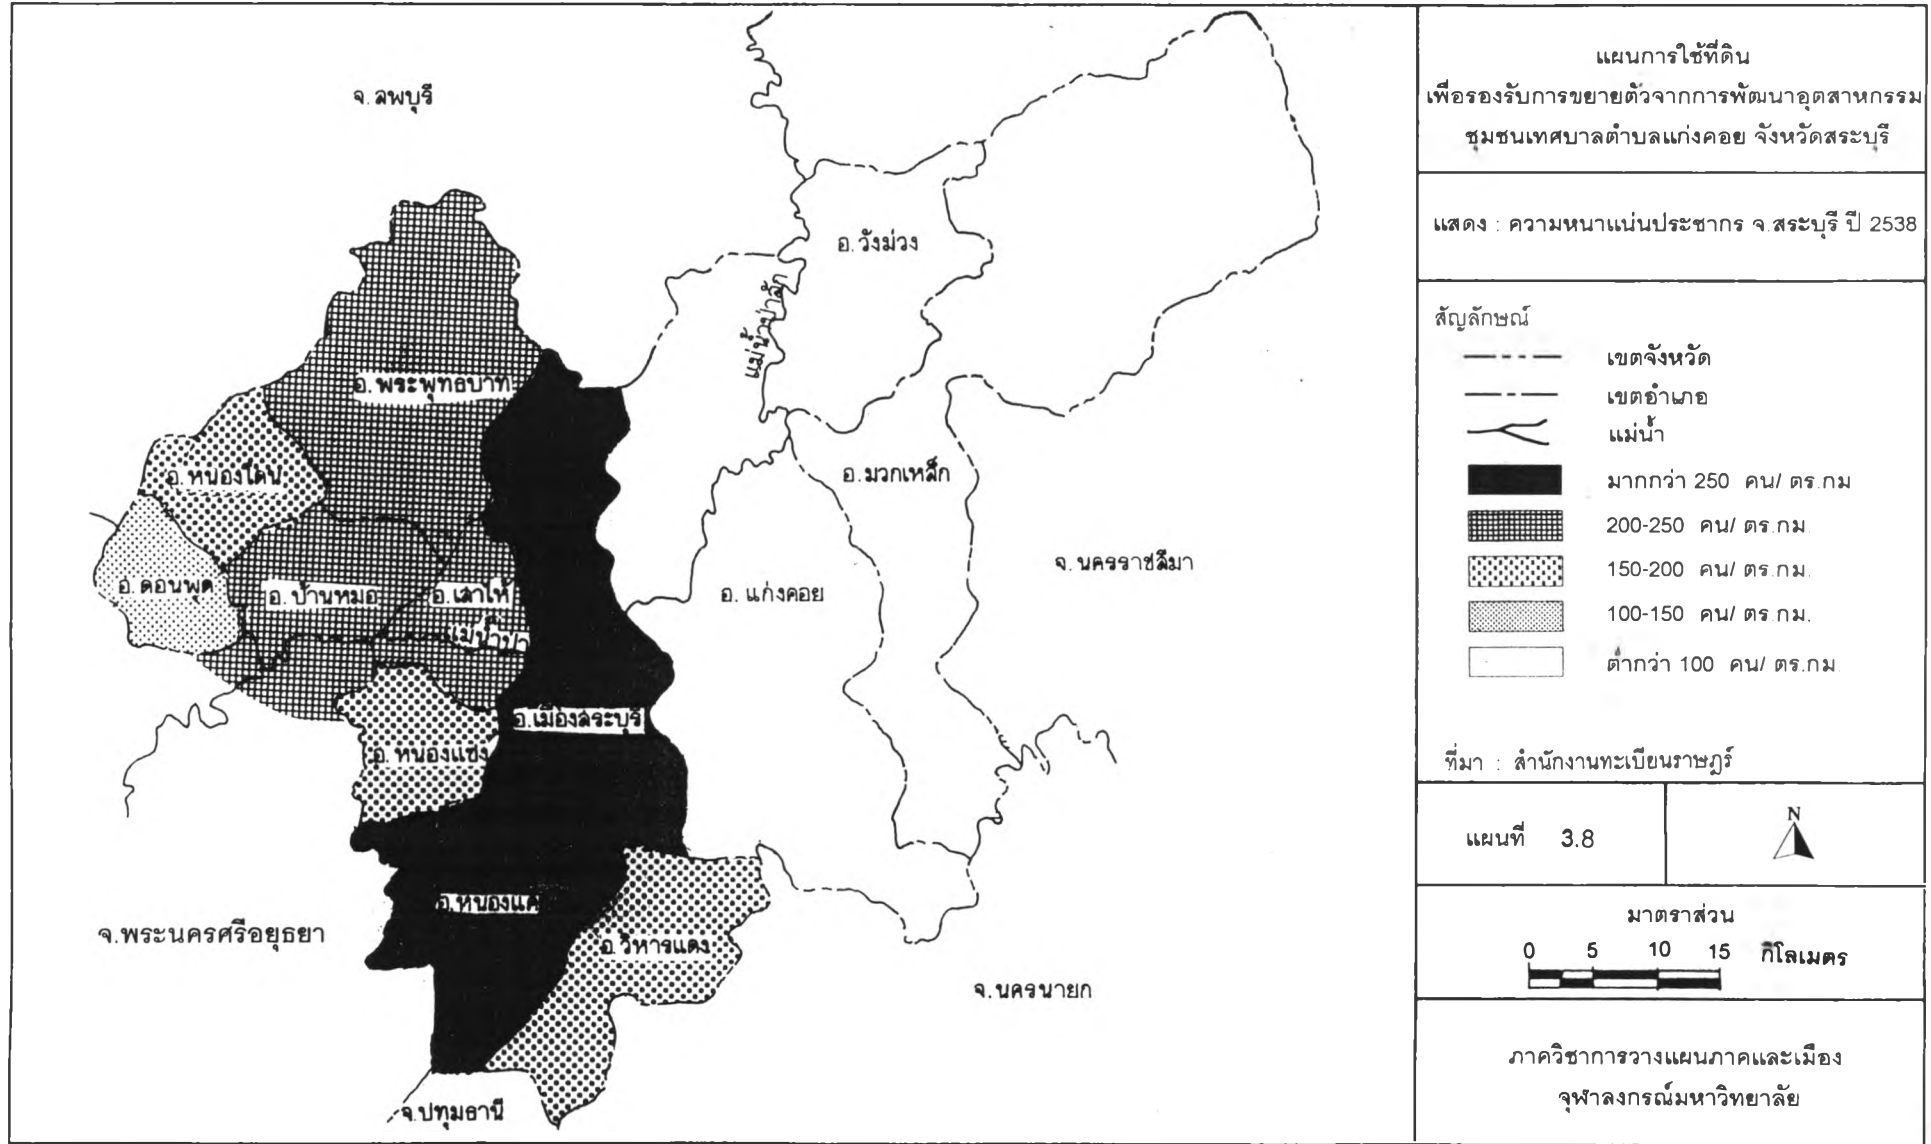 จ.ลพบุรี
อ.วังม่วง
แม่น้ำป่าสัก
อ.พระพุทธบาท
อ.หนองโดน
อ.มวกเหล็ก
จ.นครราชสีมา
อ.ดอนพุด
อ.บ้านหมอ
อ.เสาไห้
อ. แก่งคอย
แม่น้ำป่า
อ.เมืองสระบุรี
อ.หนองแซง
อ.หนองแค
จ.พระนครศรีอยุธยา
อ.วิหารแดง
จ.นครนายก
จ.ปทุมธานี
แผนการใช้ที่ดิน
เพื่อรองรับการขยายตัวจากการพัฒนาอุตสาหกรรม
ชุมชนเทศบาลตำบลแก่งคอย จังหวัดสระบุรี
แสดง : ความหนาแน่นประชากร จ.สระบุรี ปี 2538
สัญลักษณ์
เขตจังหวัด
เขตอำเภอ
แม่น้ำ
มากกว่า 250 คน/ ตร.กม
200-250 คน/ ตร.กม.
150-200 คน/ ตร.กม.
100-150 คน/ ตร.กม.
ต่ำกว่า 100 คน/ ตร.กม.
ที่มา : สำนักงานทะเบียนราษฎร์
แผนที่ 3.8
N
มาตราส่วน
0 5 10 15 กิโลเมตร
ภาควิชาการวางแผนภาคและเมือง
จุฬาลงกรณ์มหาวิทยาลัย